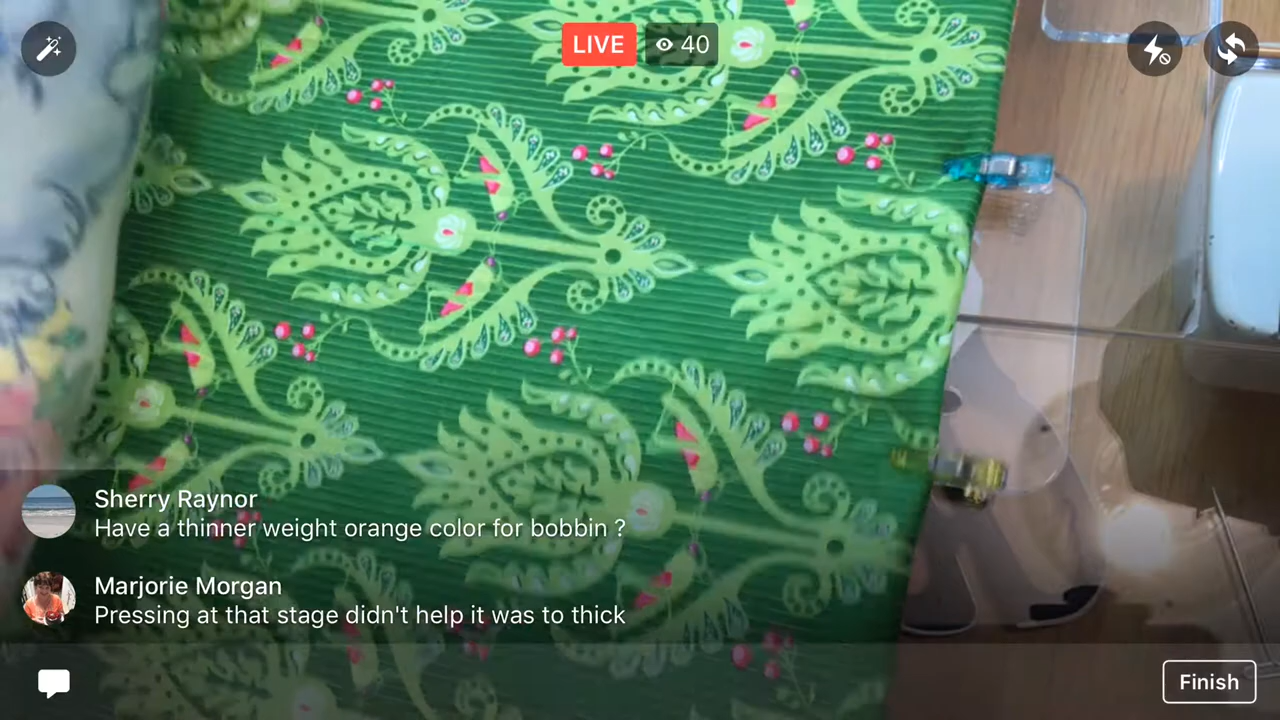 LIVE 40
Sherry Raynor
Have a thinner weight orange color for bobbin ?
Marjorie Morgan
Pressing at that stage didn't help it was to thick
Finish